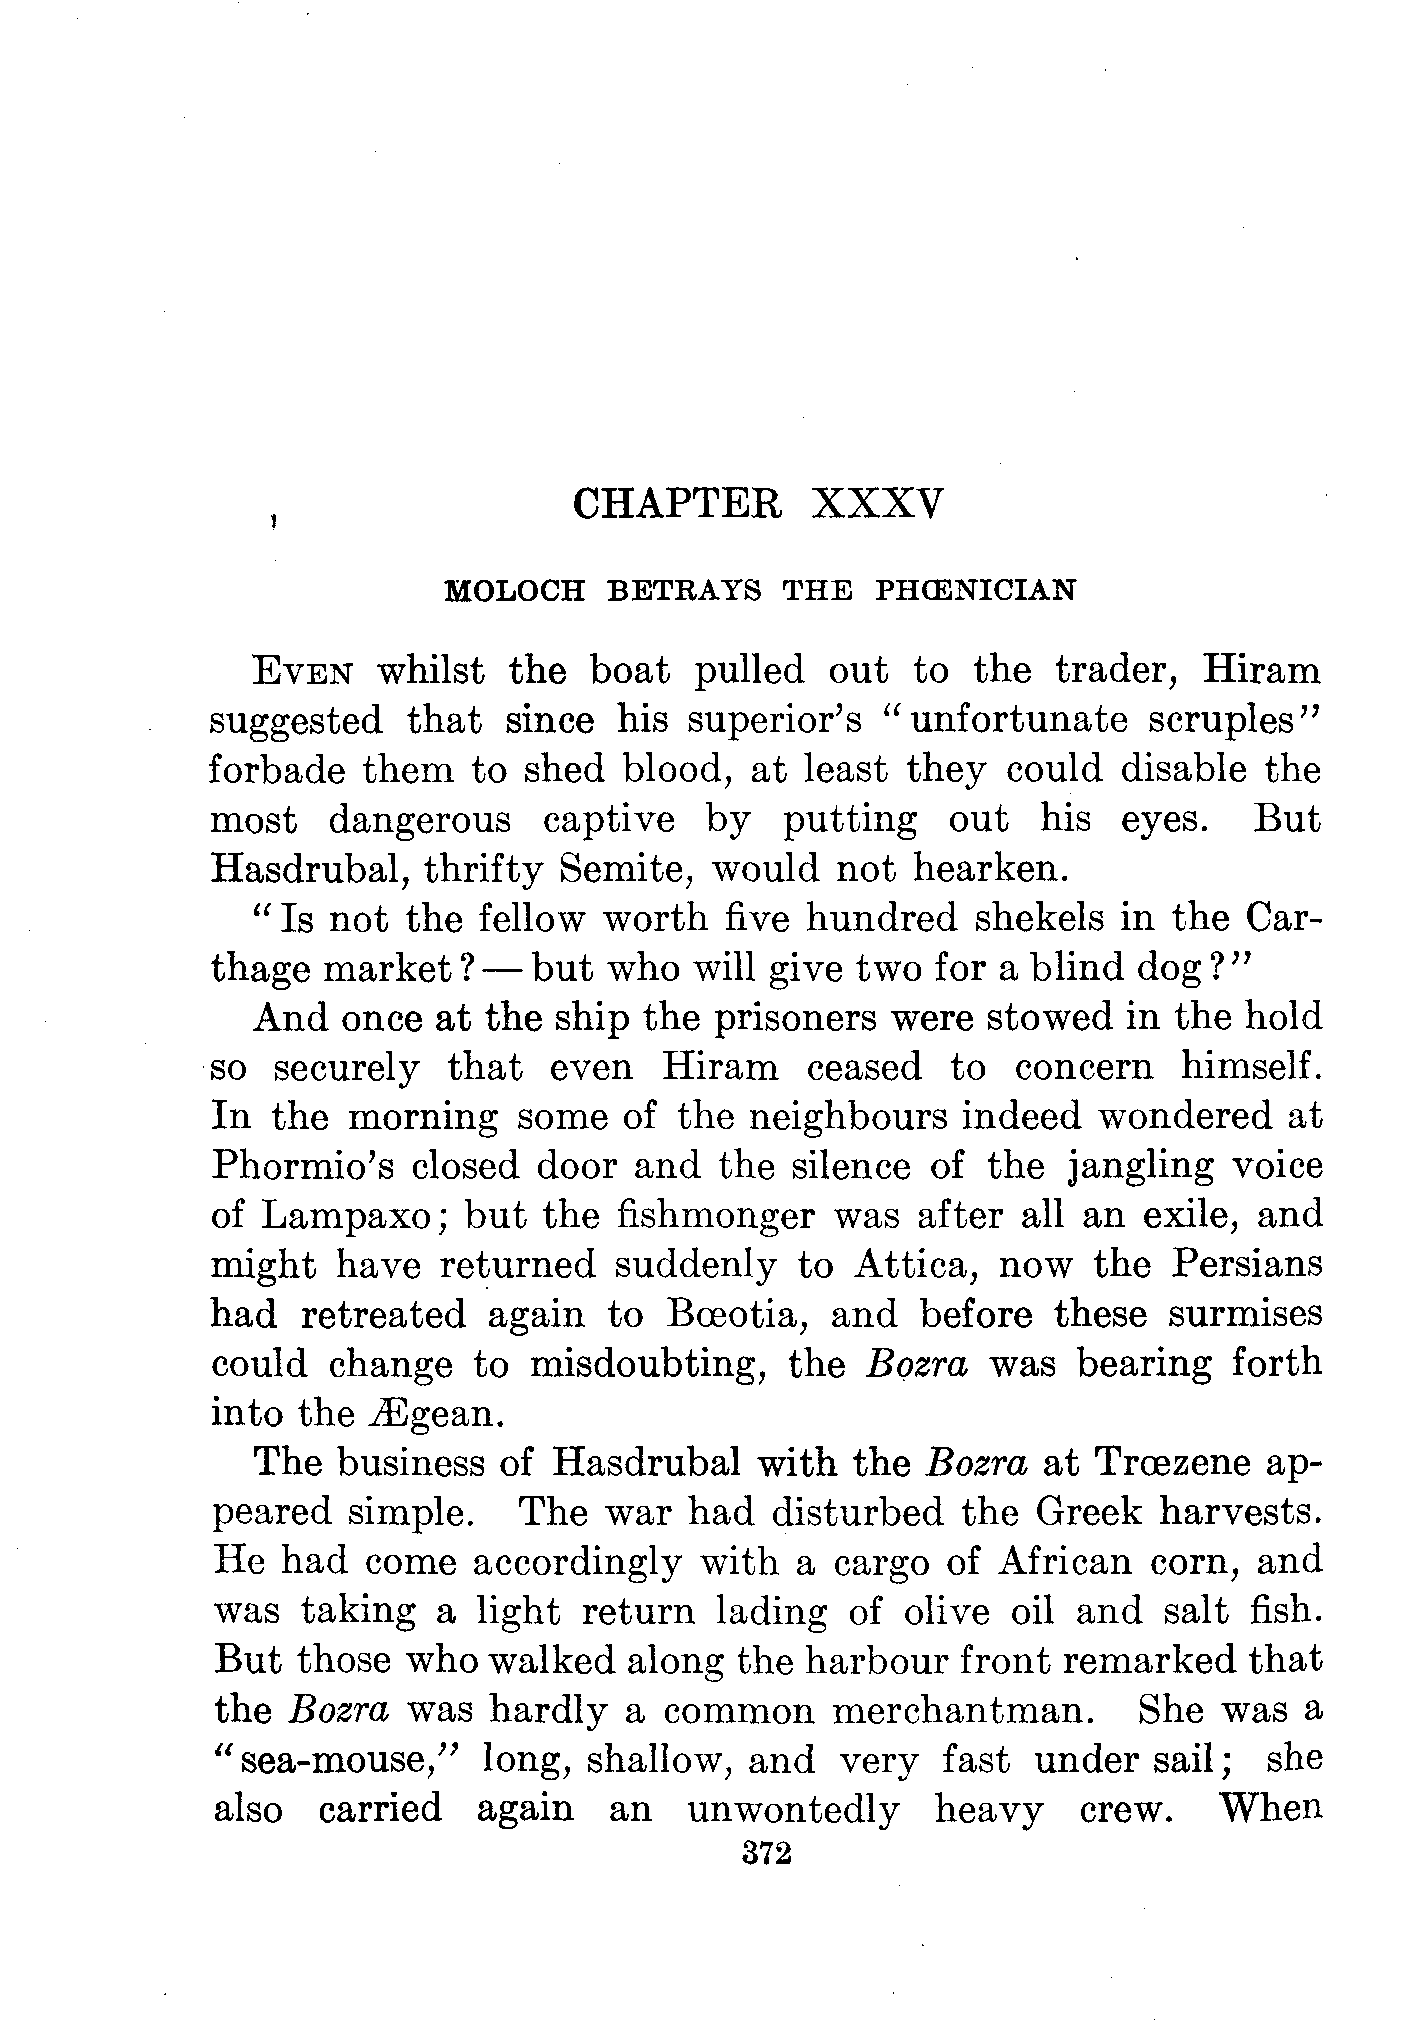 CHAPTER XXXV
MOLOCH BETRAYS THE PHŒNICIAN
EVEN whilst the boat pulled out to the trader, Hiram
suggested that since his superior's "unfortunate scruples"
forbade them to shed blood, at least they could disable the
most dangerous captive by putting out his eyes. But
Hasdrubal, thrifty Semite, would not hearken.
"Is not the fellow worth five hundred shekels in the Car-
thage market?—but who will give two for a blind dog?"
And once at the ship the prisoners were stowed in the hold
so securely that even Hiram ceased to concern himself.
In the morning some of the neighbours indeed wondered at
Phormio's closed door and the silence of the jangling voice
of Lampaxo; but the fishmonger was after all an exile, and
might have returned suddenly to Attica, now the Persians
had retreated again to Bœotia, and before these surmises
could change to misdoubting, the Bozra was bearing forth
into the Ægean.
The business of Hasdrubal with the Bozra at Trœzene ap-
peared simple. The war had disturbed the Greek harvests.
He had come accordingly with a cargo of African corn, and
was taking a light return lading of olive oil and salt fish.
But those who walked along the harbour front remarked that
the Bozra was hardly a common merchantman. She was a
"sea-mouse," long, shallow, and very fast under sail; she
also carried again an unwontedly heavy crew. When
372